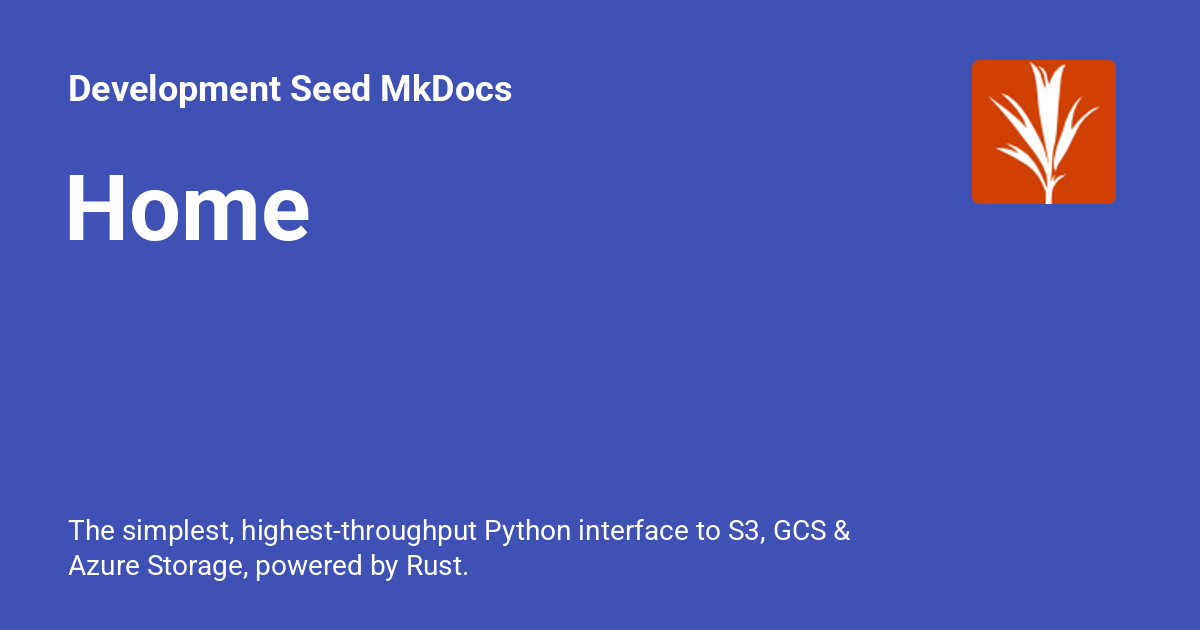 Development Seed MkDocs
Home
The simplest, highest-throughput Python interface to S3, GCS &
Azure Storage, powered by Rust.